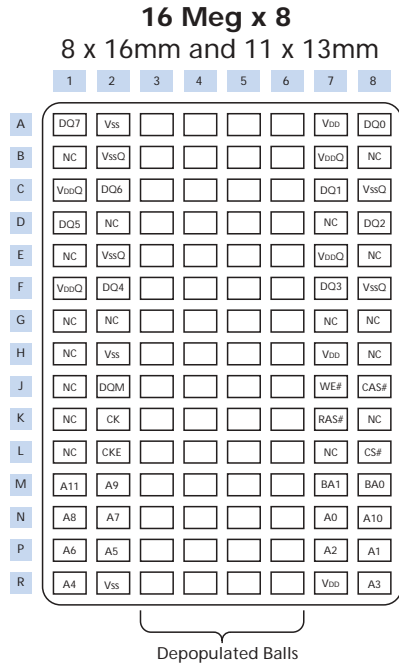 16 Meg x 8
8 x 16mm and 11 x 13mm
1 2 3 4 5 6 7 8
A DQ7 Vss VDD DQ0
B NC VssQ VDDQ NC
C VDDQ DQ6 DQ1 VssQ
D DQ5 NC NC DQ2
E NC VssQ VDDQ NC
F VDDQ DQ4 DQ3 VssQ
G NC NC NC NC
H NC Vss VDD NC
J NC DQM WE# CAS#
K NC CK RAS# NC
L NC CKE NC CS#
M A11 A9 BA1 BA0
N A8 A7 A0 A10
P A6 A5 A2 A1
R A4 Vss VDD A3
Depopulated Balls